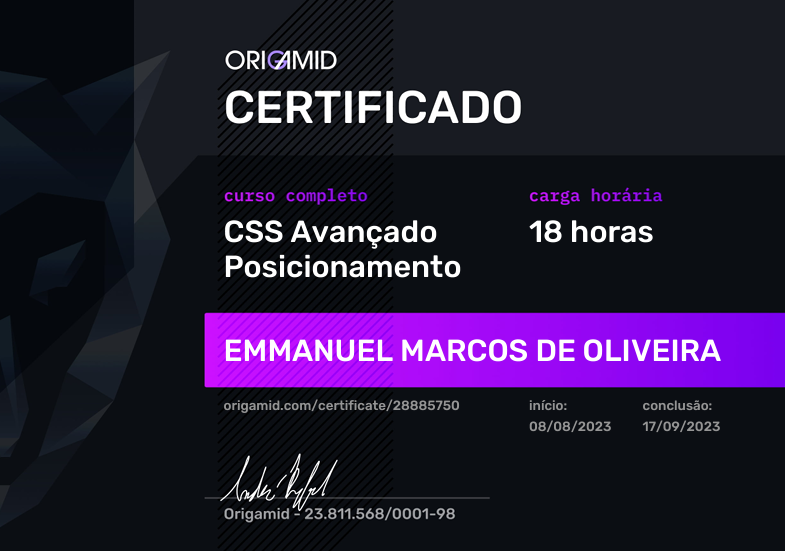 ORIGAMID
CERTIFICADO
curso completo
carga horária
CSS Avançado
Posicionamento
18 horas
EMMANUEL MARCOS DE OLIVEIRA
origamid.com/certificate/28885750
início:
08/08/2023
conclusão:
17/09/2023
Origamid - 23.811.568/0001-98